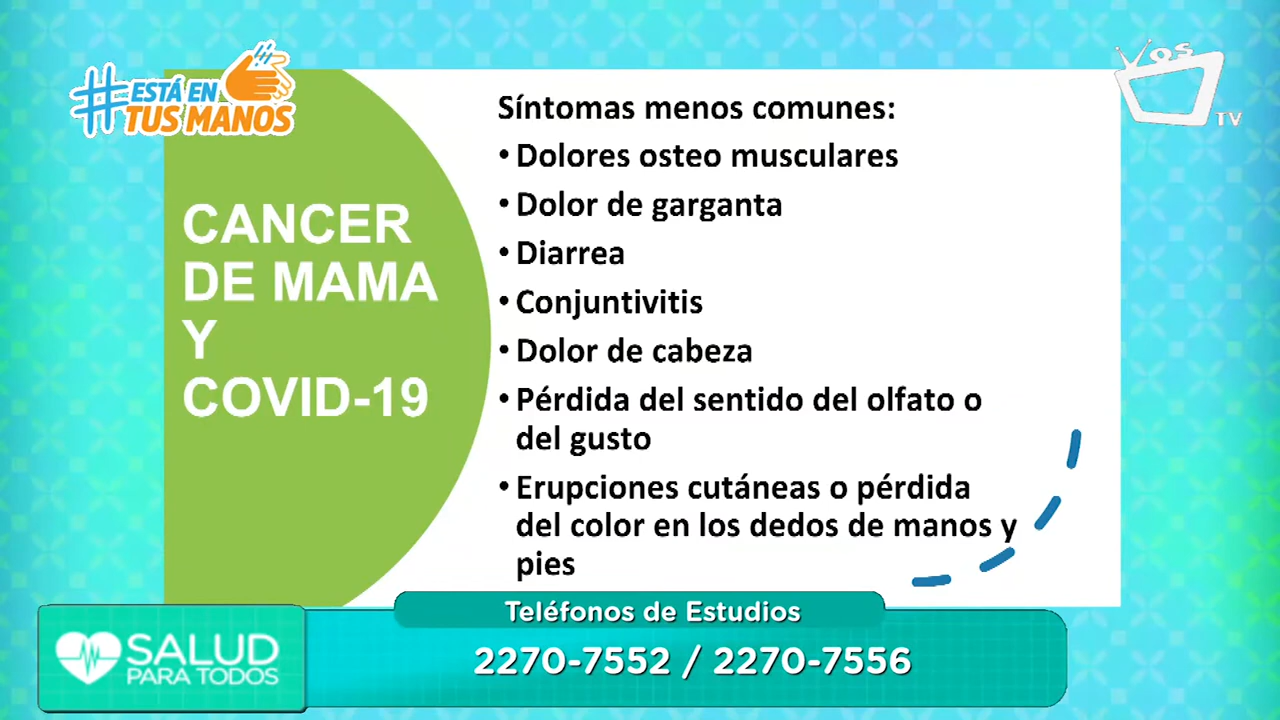 #ESTÁ EN
TUS MANOS
VOS
TV
CANCER
DE MAMA
Y
COVID-19
Síntomas menos comunes:
• Dolores osteo musculares
• Dolor de garganta
• Diarrea
• Conjuntivitis
• Dolor de cabeza
• Pérdida del sentido del olfato o
del gusto
• Erupciones cutáneas o pérdida
del color en los dedos de manos y
pies
Teléfonos de Estudios
2270-7552 / 2270-7556
SALUD
PARA TODOS